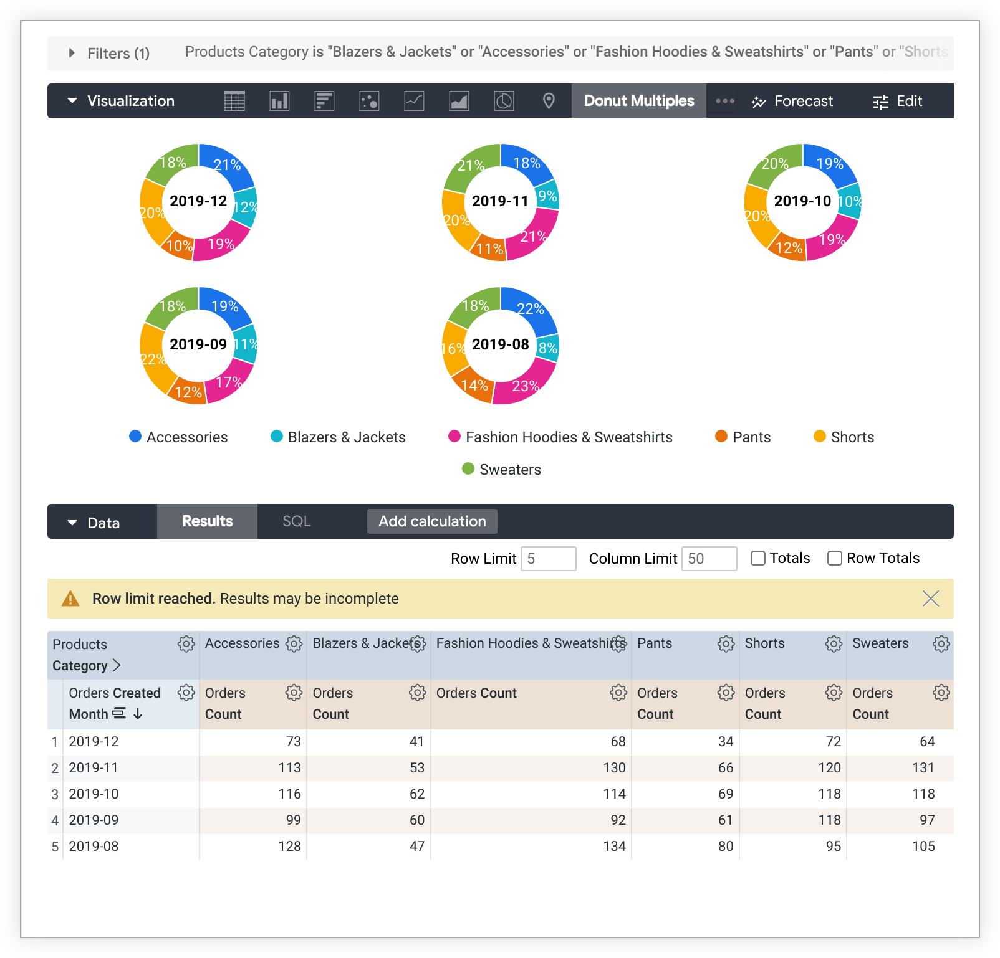 Filters (1) Products Category is "Blazers & Jackets" or "Accessories" or "Fashion Hoodies & Sweatshirts" or "Pants" or "Shorts"
Visualization Donut Multiples Forecast Edit
18% 21% 12% 19% 10% 20% 2019-12
21% 18% 9% 21% 11% 20% 2019-11
20% 19% 10% 19% 12% 20% 2019-10
18% 19% 11% 17% 12% 22% 2019-09
18% 22% 8% 23% 14% 16% 2019-08
Accessories Blazers & Jackets Fashion Hoodies & Sweatshirts Pants Shorts
Sweaters
Data Results SQL Add calculation
Row Limit 5 Column Limit 50 Totals Row Totals
Row limit reached. Results may be incomplete
Products Accessories Blazers & Jackets Fashion Hoodies & Sweatshirts Pants Shorts Sweaters
Category
Orders Created Orders Orders Orders Count Orders Orders Orders
Month Count Count Count Count Count
1 2019-12 73 41 68 34 72 64
2 2019-11 113 53 130 66 120 131
3 2019-10 116 62 114 69 118 118
4 2019-09 99 60 92 61 118 97
5 2019-08 128 47 134 80 95 105